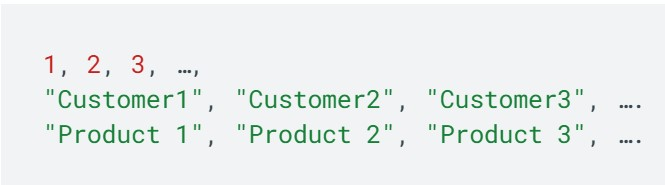 1, 2, 3, …,
"Customer1", "Customer2", "Customer3", ….
"Product 1", "Product 2", "Product 3", ….